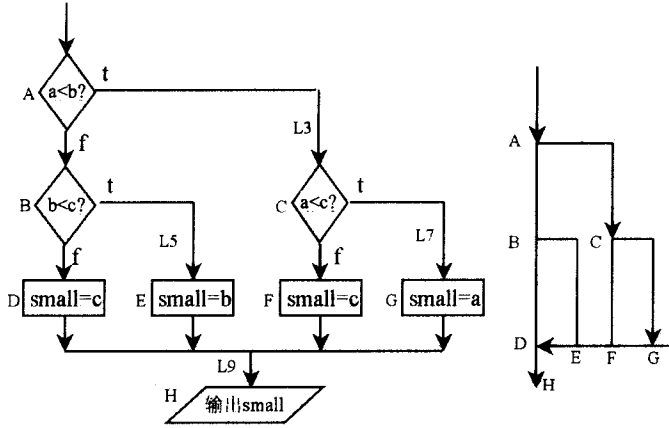 t
A a<b?
L3
f
A
t
t
B b<c?
C a<c?
L5
L7
f
f
B
C
D small=c
E small=b
F small=c
G small=a
D
E
F
G
L9
H
H 输出small